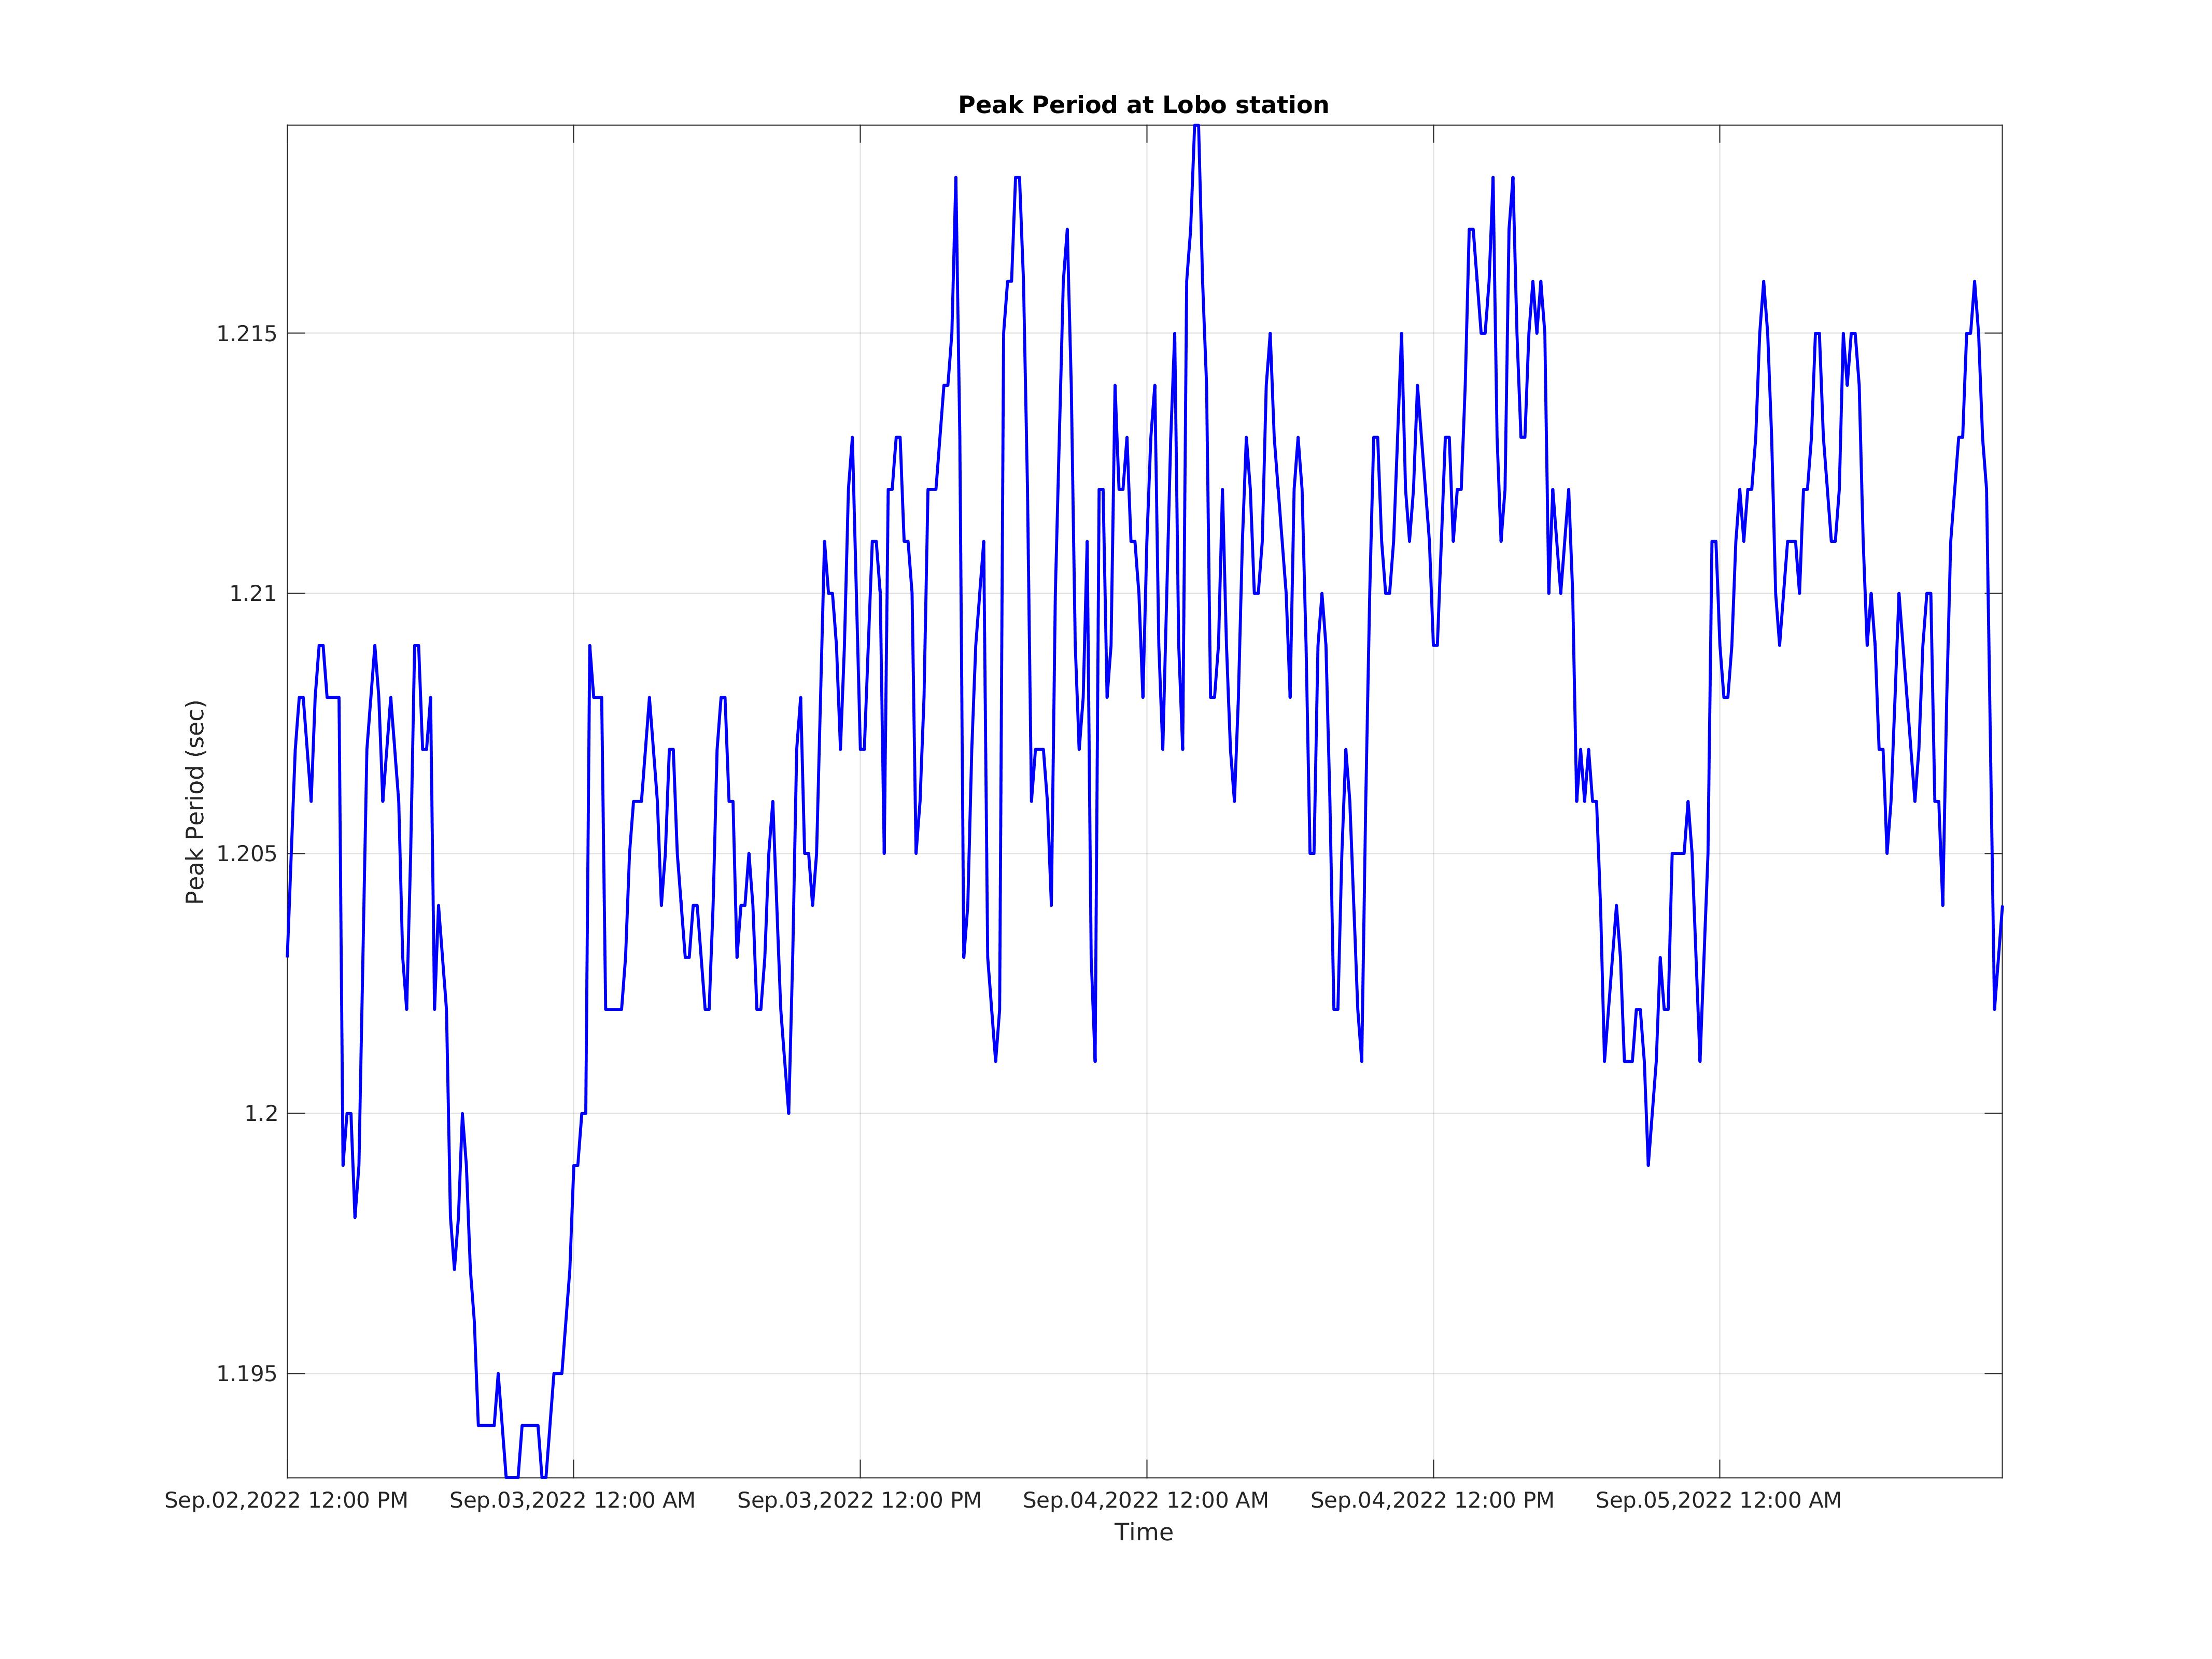 Peak Period at Lobo station
Peak Period (sec)
1.215
1.21
1.205
1.2
1.195
Sep.02,2022 12:00 PM Sep.03,2022 12:00 AM Sep.03,2022 12:00 PM Sep.04,2022 12:00 AM Sep.04,2022 12:00 PM Sep.05,2022 12:00 AM
Time